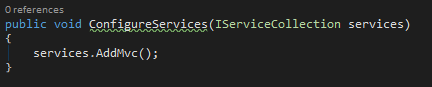 0 references
public void ConfigureServices(IServiceCollection services)
{
    services.AddMvc();
}